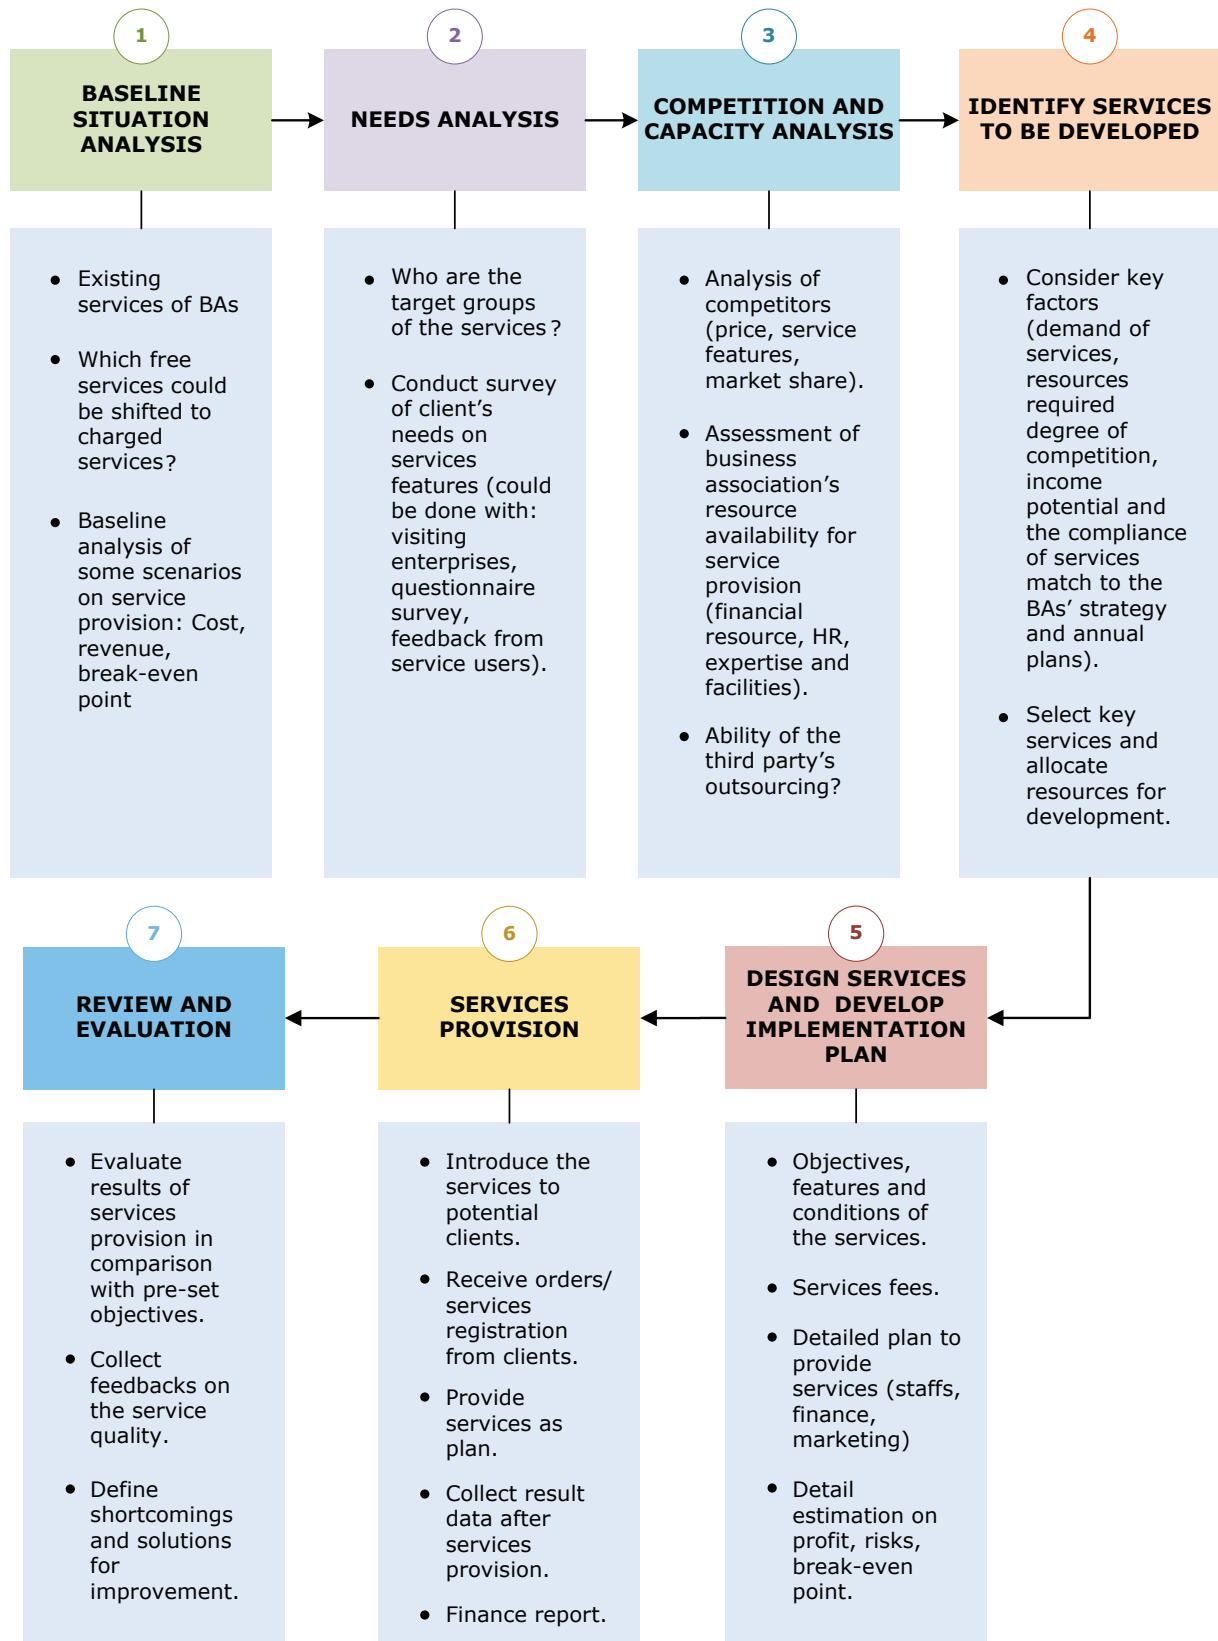 1
BASELINE
SITUATION
ANALYSIS
• Existing
services of BAs
• Which free
services could
be shifted to
charged
services?
• Baseline
analysis of
some scenarios
on service
provision: Cost,
revenue,
break-even
point
2
NEEDS ANALYSIS
• Who are the
target groups
of the services?
• Conduct survey
of client’s
needs on
services
features (could
be done with:
visiting
enterprises,
questionnaire
survey,
feedback from
service users).
3
COMPETITION AND
CAPACITY ANALYSIS
• Analysis of
competitors
(price, service
features,
market share).
• Assessment of
business
association’s
resource
availability for
service
provision
(financial
resource, HR,
expertise and
facilities).
• Ability of the
third party’s
outsourcing?
4
IDENTIFY SERVICES
TO BE DEVELOPED
• Consider key
factors
(demand of
services,
resources
required
degree of
competition,
income
potential and
the compliance
of services
match to the
BAs’ strategy
and annual
plans).
• Select key
services and
allocate
resources for
development.
5
DESIGN SERVICES
AND DEVELOP
IMPLEMENTATION
PLAN
• Objectives,
features and
conditions of
the services.
• Services fees.
• Detailed plan to
provide
services (staffs,
finance,
marketing)
• Detail
estimation on
profit, risks,
break-even
point.
6
SERVICES
PROVISION
• Introduce the
services to
potential
clients.
• Receive orders/
services
registration
from clients.
• Provide
services as
plan.
• Collect result
data after
services
provision.
• Finance report.
7
REVIEW AND
EVALUATION
• Evaluate
results of
services
provision in
comparison
with pre-set
objectives.
• Collect
feedbacks on
the service
quality.
• Define
shortcomings
and solutions
for
improvement.